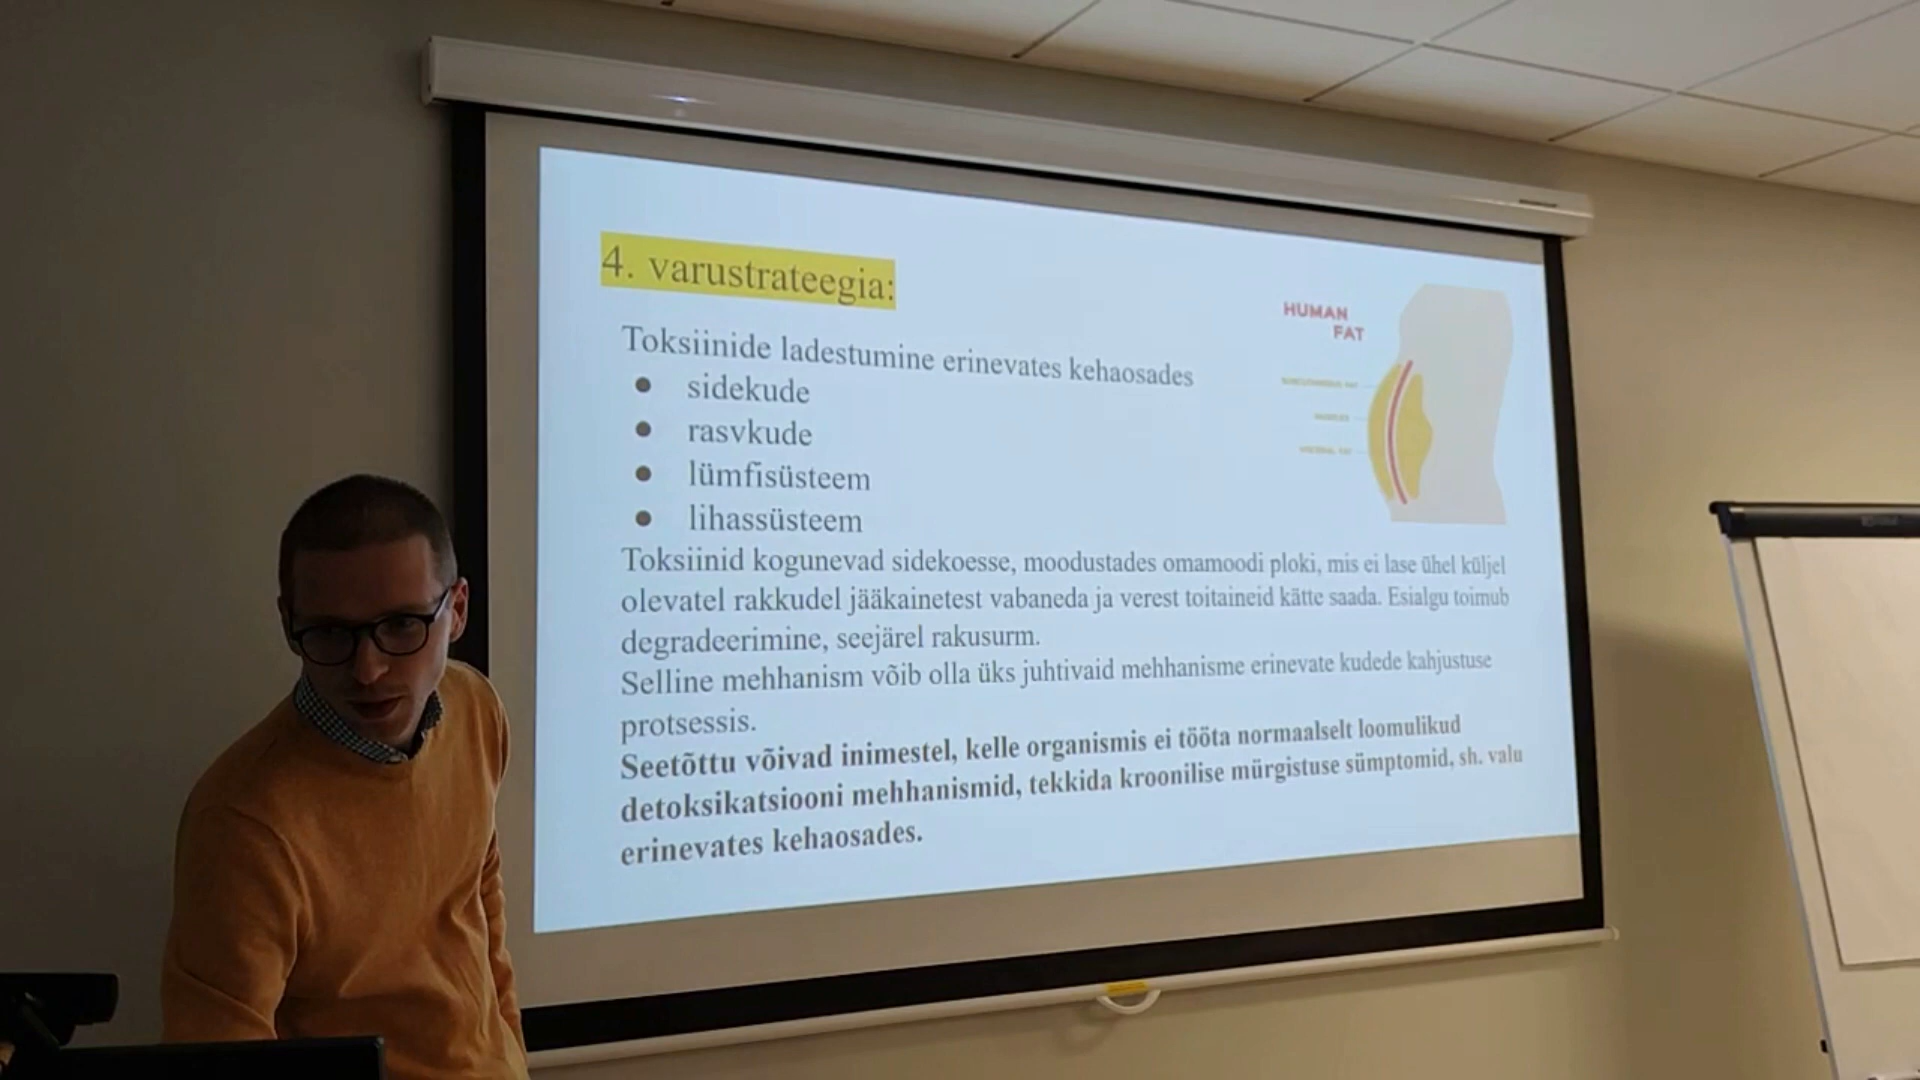 4. varustrateegia:
Toksiinide ladestumine erinevates kehaosades
● sidekude
● rasvkude
● lümfisüsteem
● lihassüsteem
HUMAN
FAT
Toksiinid kogunevad sidekoesse, moodustades omamoodi ploki, mis ei lase ühel küljel
olevatel rakkudel jääkainetest vabaneda ja verest toitaineid kätte saada. Esialgu toimub
degradeerimine, seejärel rakusurm.
Selline mehhanism võib olla üks juhtivaid mehhanisme erinevate kudede kahjustuse
protsessis.
Seetõttu võivad inimestel, kelle organismis ei tööta normaalselt loomulikud
detoksikatsiooni mehhanismid, tekkida kroonilise mürgistuse sümptomid, sh. valu
erinevates kehaosades.